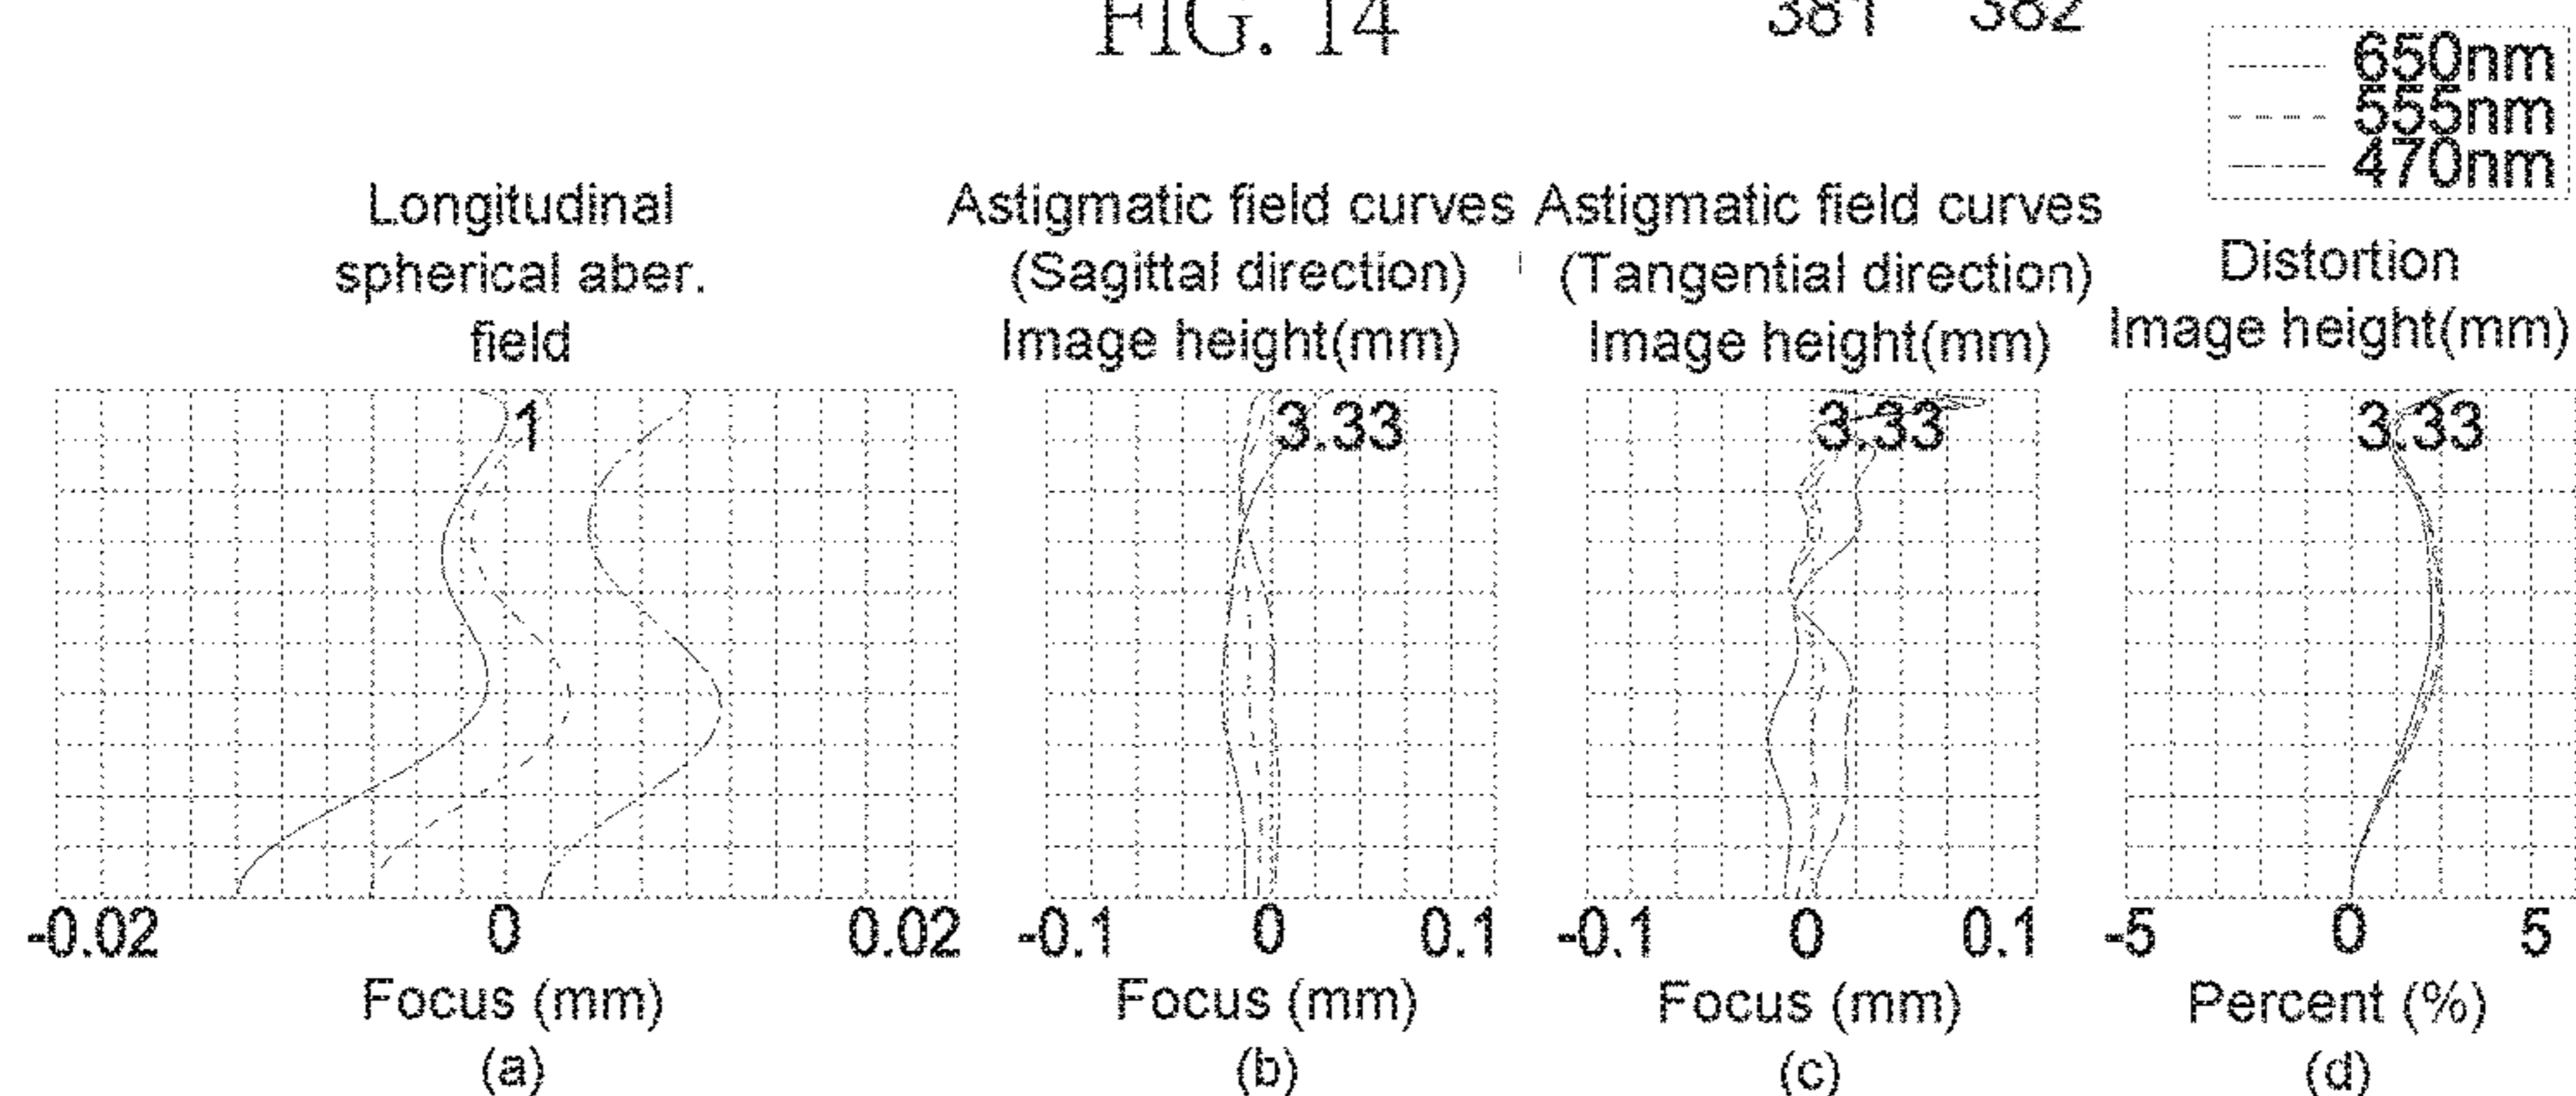 FIG. 14
381 382
650nm
555nm
470nm
Longitudinal
spherical aber.
field
1
-0.02 0 0.02
Focus (mm)
(a)
Astigmatic field curves
(Sagittal direction)
Image height(mm)
3.33
-0.1 0 0.1
Focus (mm)
(b)
Astigmatic field curves
(Tangential direction)
Image height(mm)
3.33
-0.1 0 0.1
Focus (mm)
(c)
Distortion
Image height(mm)
3.33
-5 0 5
Percent (%)
(d)